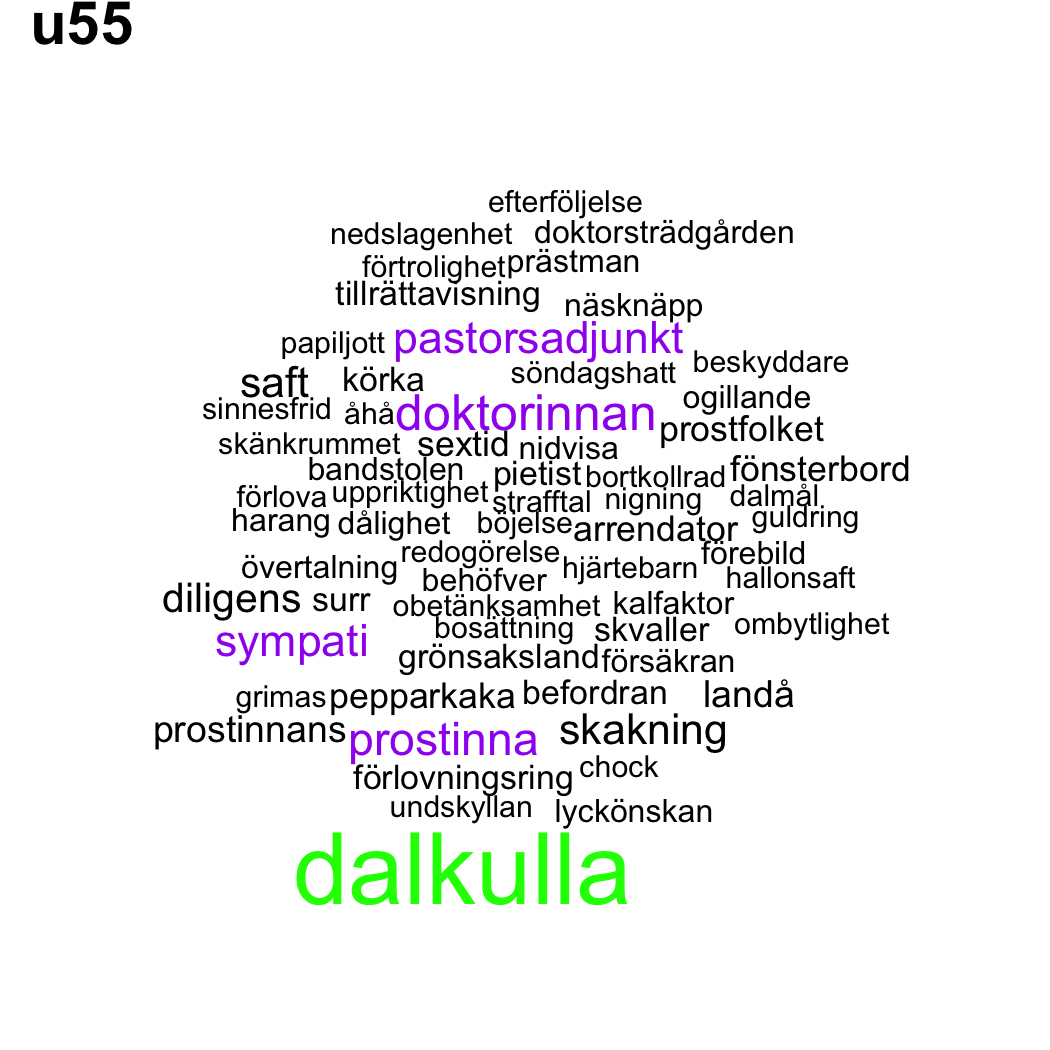 u55
efterföljelse
nedslagenhet doktorsträdgården
förtrolighet prästman
tillrättavisning näsknäpp
papiljott pastorsadjunkt beskyddare
saft körka söndagshatt ogillande
sinnesfrid åhå doktorinnan prostfolket
skänkrummet sextid nidvisa
bandstolen pietist bortkollrad fönsterbord
förlova uppriktighet strafftal nigning dalmål
harang dålighet böjelse arrendator guldring
övertalning redogörelse hjärtebarn förebild
behöfver hallonsaft
diligens surr obetänksamhet kalfaktor
sympati bosättning skvaller ombytlighet
grönsaksland försäkran
grimas pepparkaka befordran landå
prostinnans prostinna skakning
förlovningsring chock
undskyllan lyckönskan
dalkulla